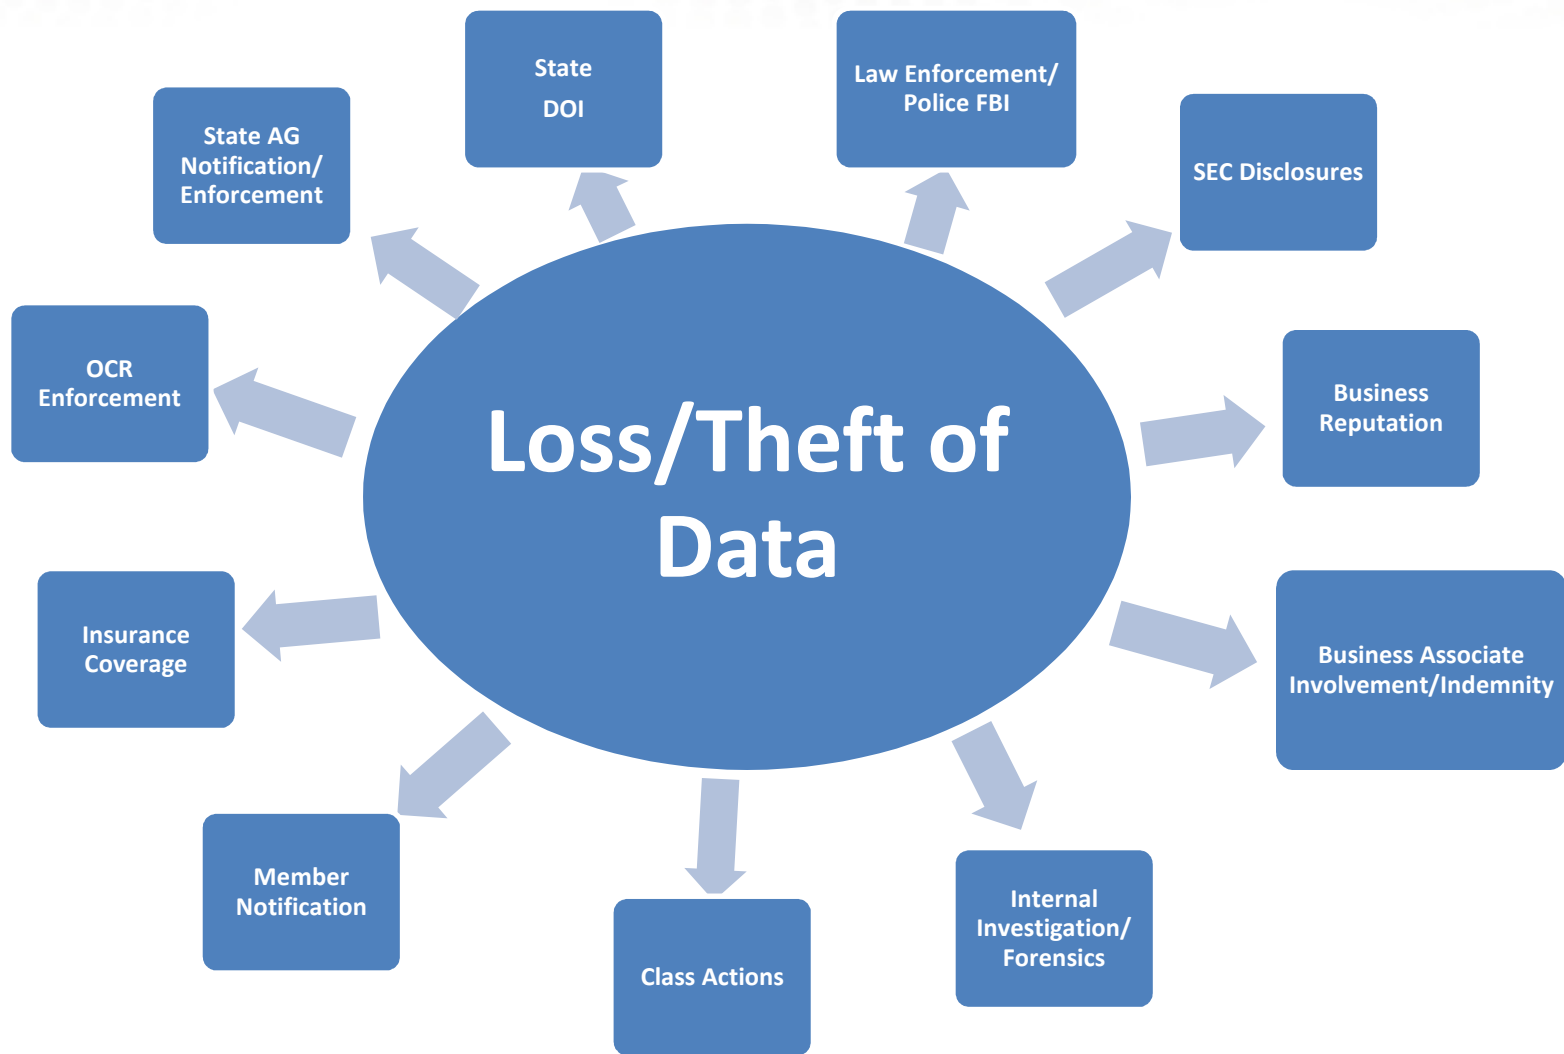 State
DOI
Law Enforcement/
Police FBI
State AG
Notification/
Enforcement
SEC Disclosures
OCR
Enforcement
Business
Reputation
Loss/Theft of
Data
Insurance
Coverage
Business Associate
Involvement/Indemnity
Member
Notification
Internal
Investigation/
Forensics
Class Actions